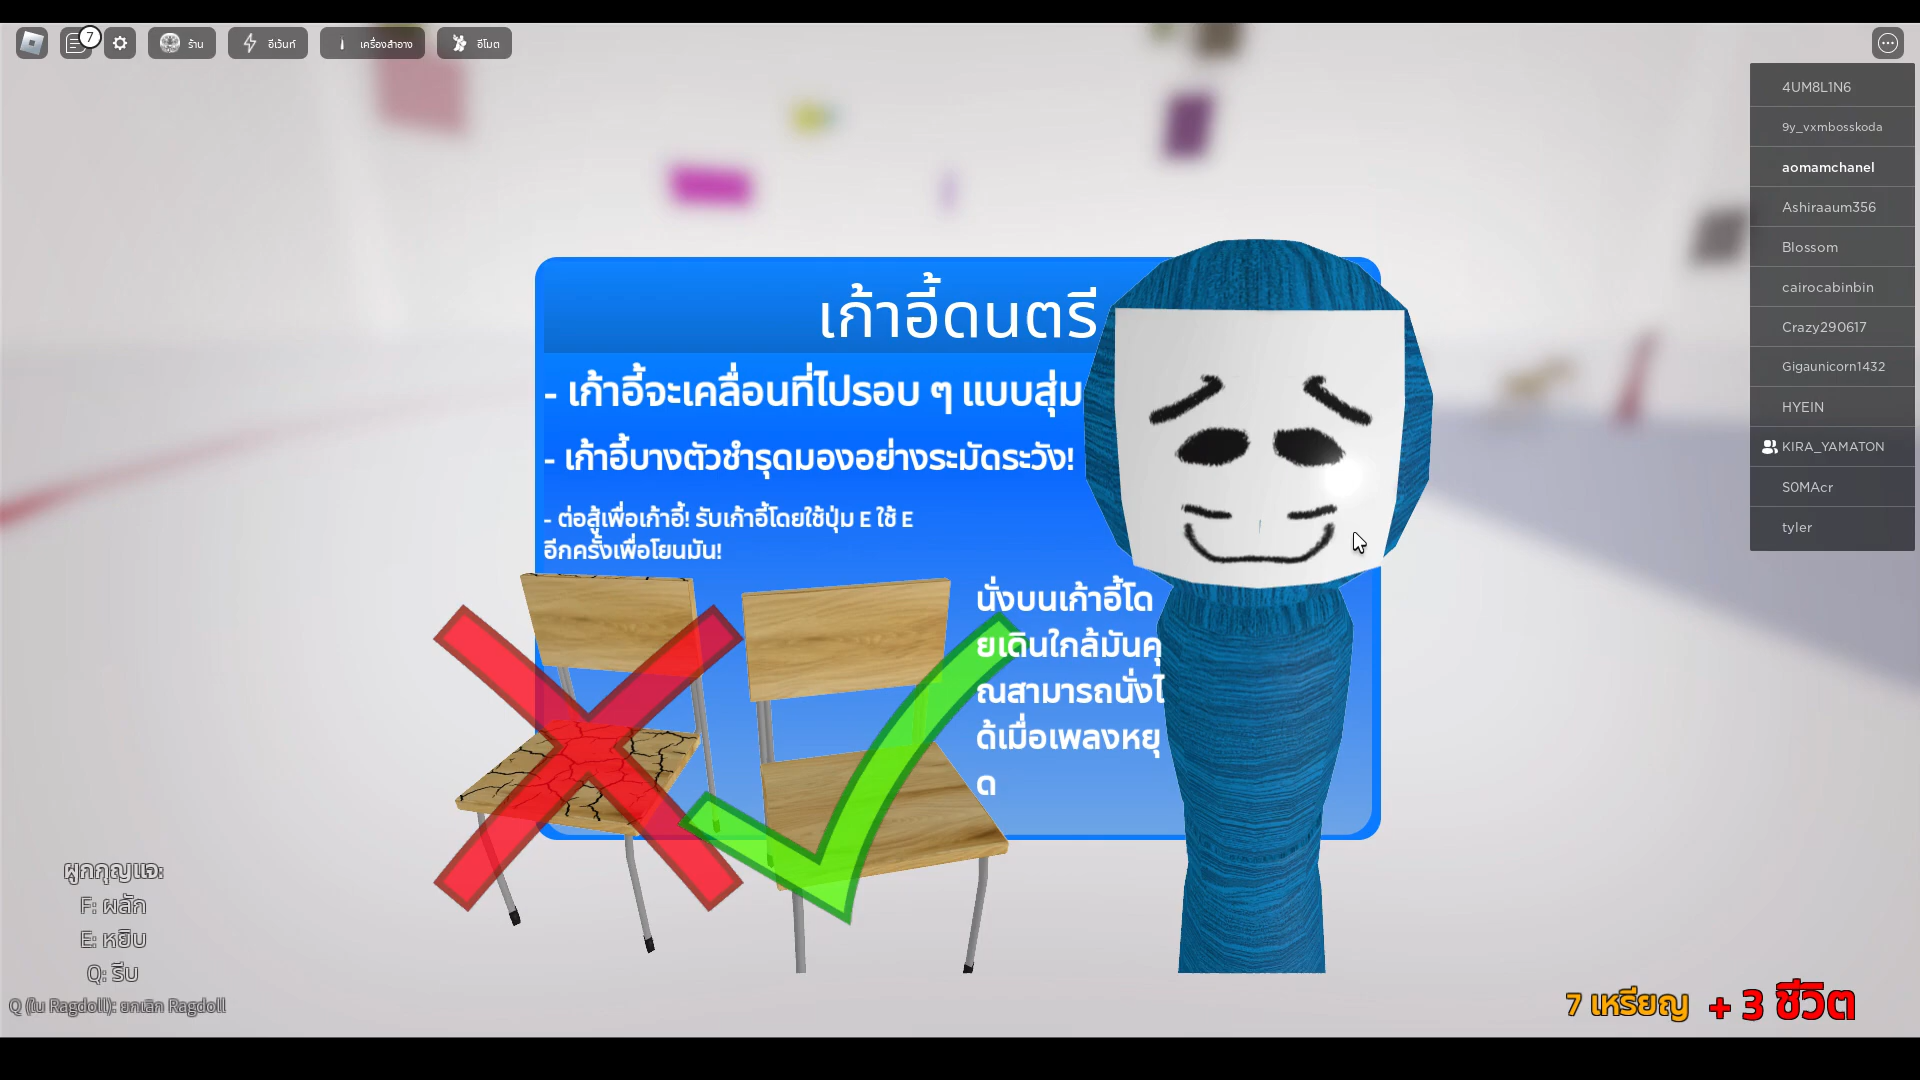 7
ร้าน
อีเว้นท์
เครื่องสำอาง
อีโมต
4UM8L1N6
9y_vxmbosskoda
aomamchanel
Ashiraaum356
Blossom
cairocabinbin
Crazy290617
Gigaunicorn1432
HYEIN
KIRA_YAMATON
S0MAcr
tyler
เก้าอี้ดนตรี
- เก้าอี้จะเคลื่อนที่ไปรอบ ๆ แบบสุ่ม
- เก้าอี้บางตัวชำรุดมองอย่างระมัดระวัง!
- ต่อสู้เพื่อเก้าอี้! รับเก้าอี้โดยใช้ปุ่ม E ใช้ E
อีกครั้งเพื่อโยนมัน!
นั่งบนเก้าอี้โด
ยเดินใกล้มันคุ
ณสามารถนั่งไ
ด้เมื่อเพลงหยุ
ด
ผูกกุญแจ:
F: ผลัก
E: หยิบ
Q: รีบ
Q (ใน Ragdoll): ยกเลิก Ragdoll
7 เหรียญ
+ 3 ชีวิต